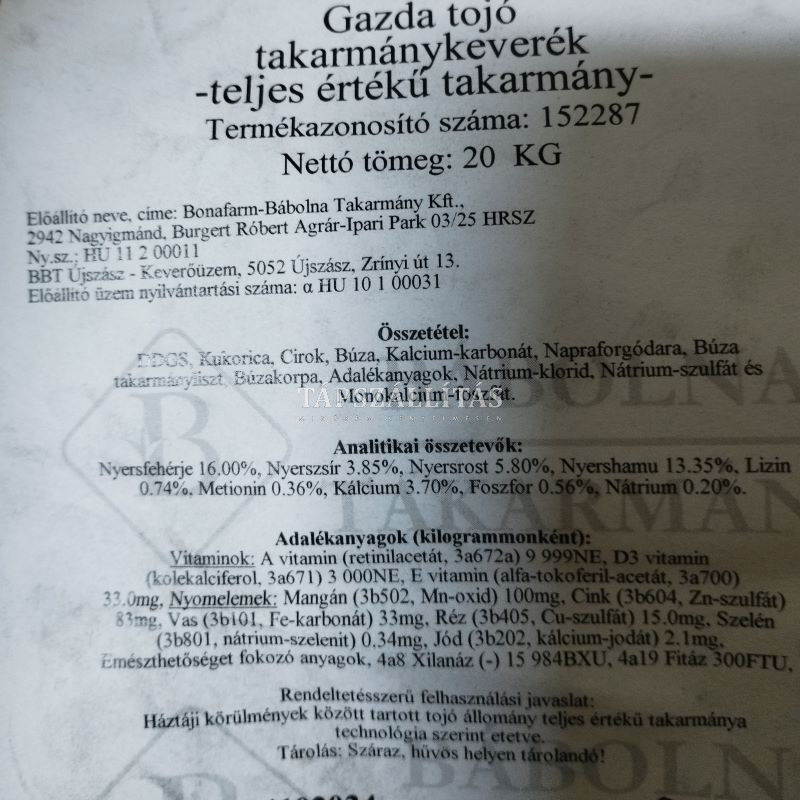 Gazda tojó
takarmánykeverék
-teljes értékű takarmány-
Termékazonosító száma: 152287
Nettó tömeg: 20 KG
Előállító neve, címe: Bonafarm-Bábolna Takarmány Kft.,
2942 Nagyigmánd, Burgert Róbert Agrár-Ipari Park 03/25 HRSZ
Ny.sz.: HU 11 2 00011
BBT Újszász - Keverőüzem, 5052 Újszász, Zrínyi út 13.
Előállító üzem nyilvántartási száma: α HU 10 1 00031
Összetétel:
DDGS, Kukorica, Cirok, Búza, Kalcium-karbonát, Napraforgódara, Búza
takarmányliszt, Búzakorpa, Adalékanyagok, Nátrium-klorid, Nátrium-szulfát és
Monokalcium-foszfát.
TAPSZÁLLÍTÁS
Analitikai összetevők:
Nyersfehérje 16.00%, Nyerszsír 3.85%, Nyersrost 5.80%, Nyershamu 13.35%, Lizin
0.74%, Metionin 0.36%, Kálcium 3.70%, Foszfor 0.56%, Nátrium 0.20%.
BÁBOLNA
TAKARMÁN
Adalékanyagok (kilogrammonként):
Vitaminok: A vitamin (retinilacetát, 3a672a) 9 999NE, D3 vitamin
(kolekalciferol, 3a671) 3 000NE, E vitamin (alfa-tokoferil-acetát, 3a700)
33.0mg, Nyomelemek: Mangán (3b502, Mn-oxid) 100mg, Cink (3b604, Zn-szulfát)
83mg, Vas (3b101, Fe-karbonát) 33mg, Réz (3b405, Cu-szulfát) 15.0mg, Szelén
(3b801, nátrium-szelenit) 0.34mg, Jód (3b202, kálcium-jodát) 2.1mg,
Emészthetőséget fokozó anyagok, 4a8 Xilanáz (-) 15 984BXU, 4a19 Fitáz 300FTU,
Rendeltetésszerű felhasználási javaslat:
Háztáji körülmények között tartott tojó állomány teljes értékű takarmánya
technológia szerint etetve.
Tárolás: Száraz, hűvös helyen tárolandó!
BÁBOLNA